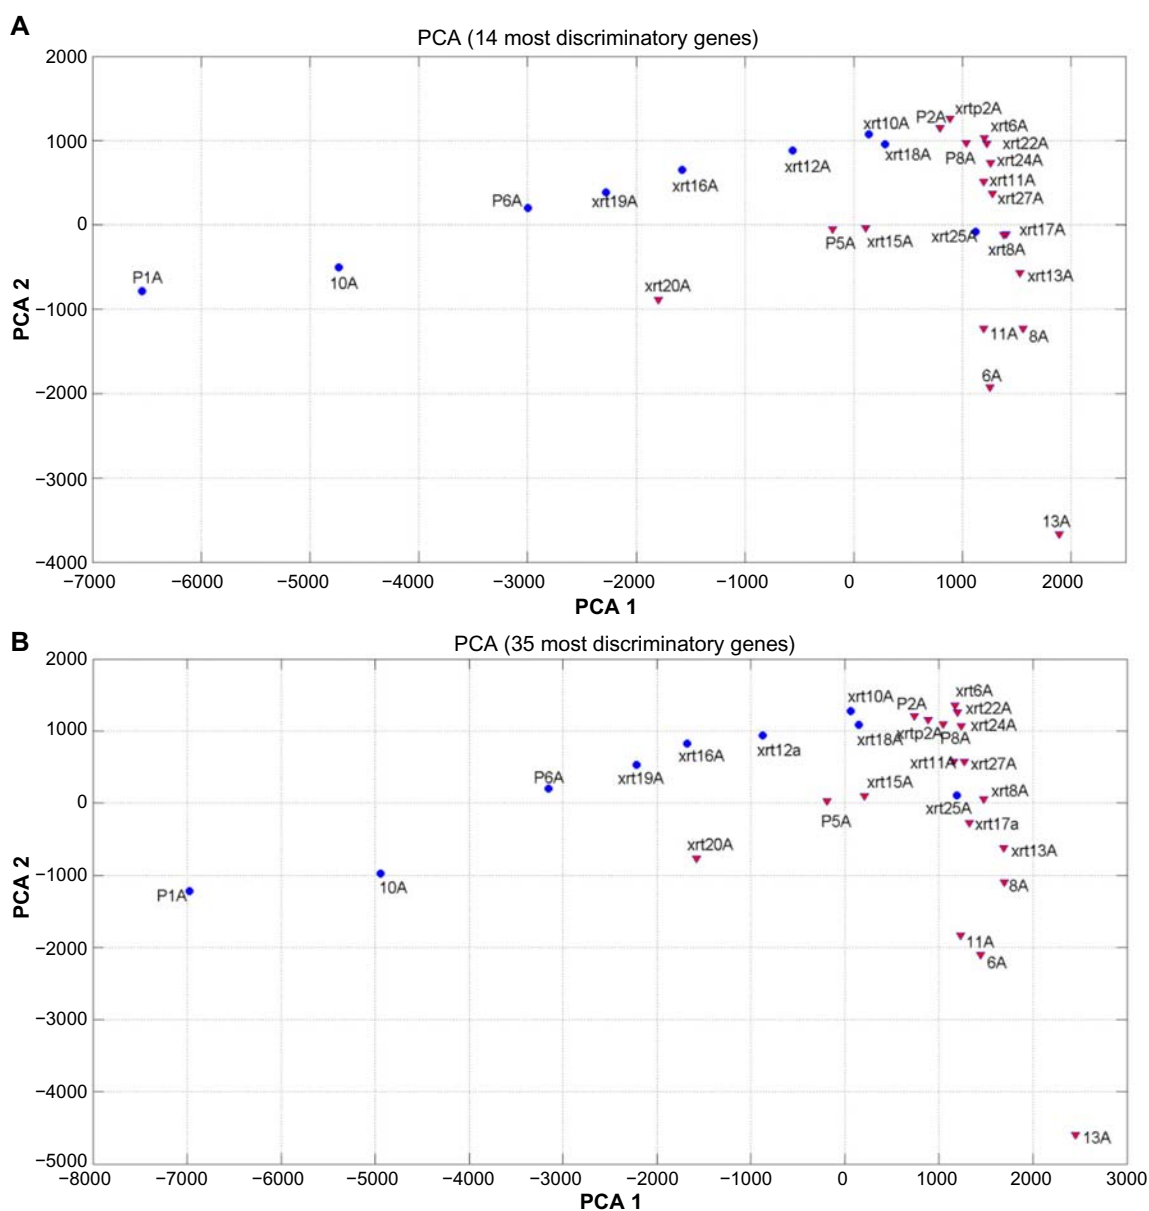 A
PCA (14 most discriminatory genes)
2000
1000
0
−1000
−2000
−3000
−4000
PCA 2
P1A
10A
P6A
xrt19A
xrt16A
xrt12A
xrt10A
xrt18A
P2A
xrtp2A
xrt6A
P8A
xrt22A
xrt24A
xrt11A
xrt27A
P5A
xrt15A
xrt25A
xrt17A
xrt8A
xrt20A
xrt13A
11A
8A
6A
13A
−7000 −6000 −5000 −4000 −3000 −2000 −1000 0 1000 2000
PCA 1
B
PCA (35 most discriminatory genes)
2000
1000
0
−1000
−2000
−3000
−4000
−5000
PCA 2
P1A
10A
P6A
xrt19A
xrt16A
xrt12a
xrt10A
xrt18A
P2A
xrtp2A
xrt6A
xrt22A
P8A
xrt24A
xrt11A
xrt27A
xrt15A
P5A
xrt25A
xrt8A
xrt17a
xrt20A
xrt13A
8A
11A
6A
13A
−8000 −7000 −6000 −5000 −4000 −3000 −2000 −1000 0 1000 2000 3000
PCA 1